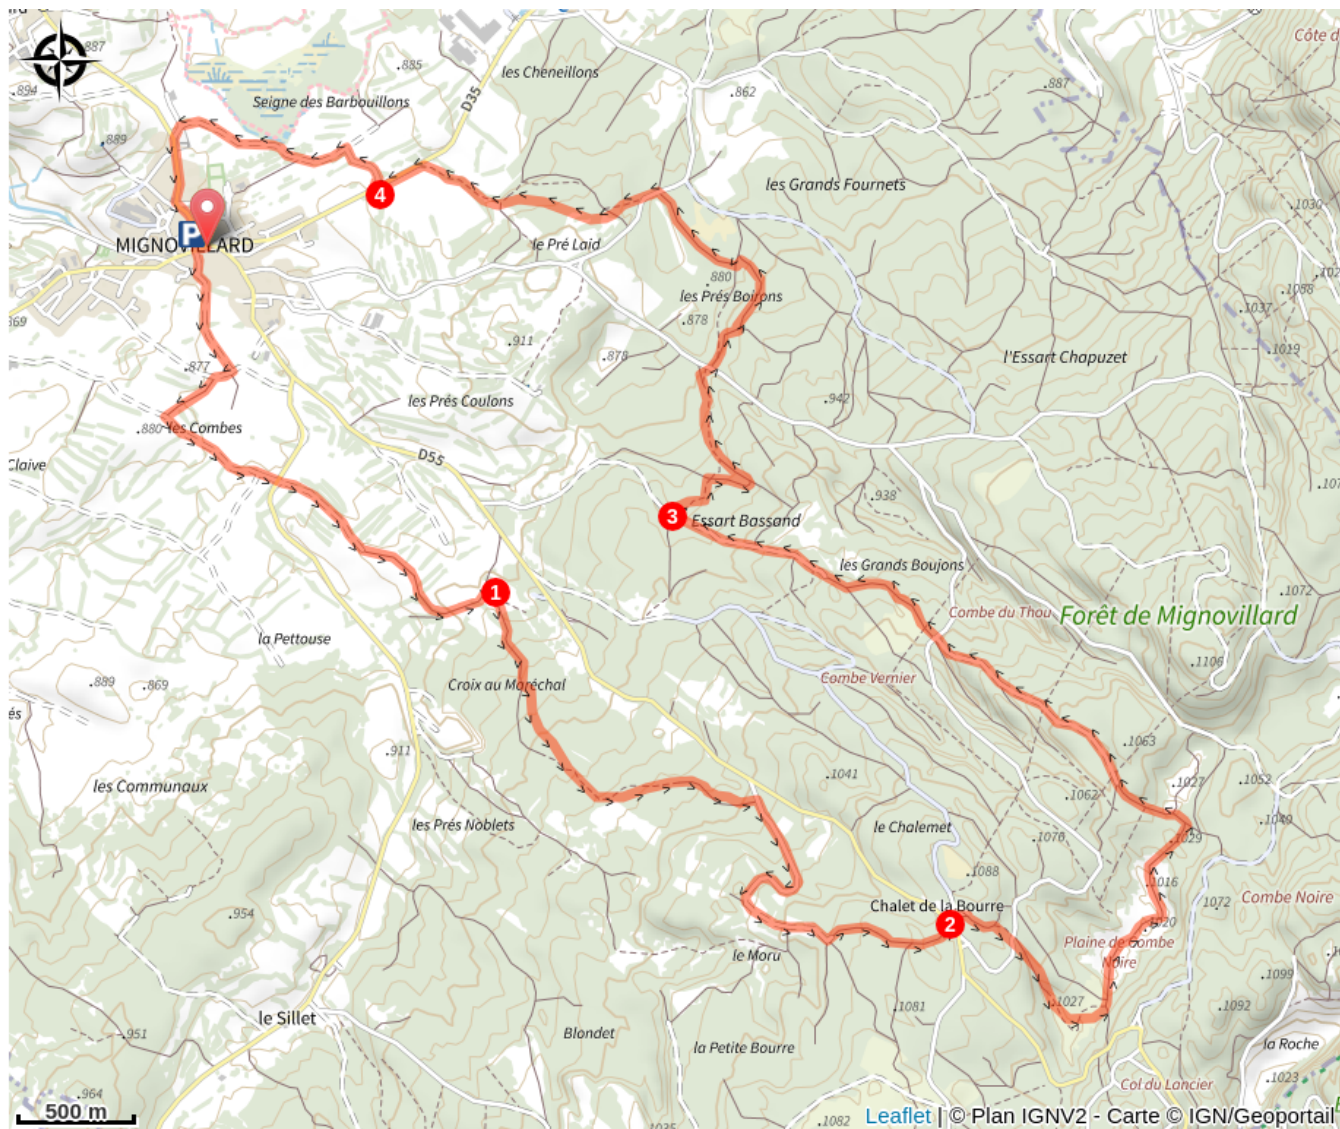 887
.885
les Cheneillons
D35
.887
862
.894
Seigne des Barbouillons
.889
les Grands Fournets
.1030
P
MIGNOVILLARD
4
le Pré Laid
880
les Prés Boirons
.1037
.878
.911
.878
.1019
l'Essart Chapuzet
.877
les Prés Coulons
.942
.880
les Combes
D55
Claive
.938
3
Essart Bassand
les Grands Boujons
.1072
1
Combe du Thou
Forêt de Mignovillard
la Pettouse
.1106
.889
.869
Croix au Maréchal
Combe Vernier
.911
.1063
.1041
.1027
.1052
les Communaux
.1062
les Prés Noblets
le Chalemet
.1076
.1040
1029
.1088
.1016
Chalet de la Bourre
.1072
Combe Noire
.954
2
1020
le Moru
Plaine de Combe
Noire
.1099
.1027
.1081
.1092
le Sillet
Blondet
la Petite Bourre
la Roche
.951
.1023
Col du Lancier
.964
500 m
.1082
Leaflet | © Plan IGNV2 - Carte © IGN/Geoportail